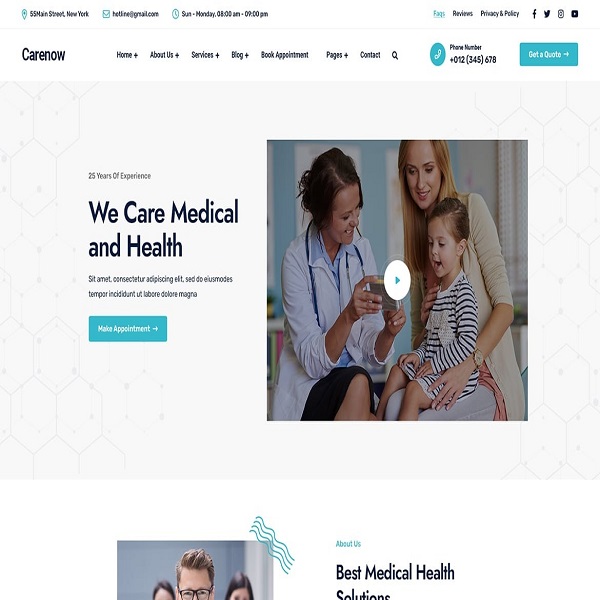 55Main Street, New York
hotline@gmail.com
Sun - Monday, 08:00 am - 09:00 pm
Faqs
Reviews
Privacy & Policy
Carenow
Home +
About Us +
Services +
Blog +
Book Appointment
Pages +
Contact
Phone Number
+012 (345) 678
Get a Quote →
25 Years Of Experience
We Care Medical
and Health
Sit amet, consectetur adipiscing elit, sed do eiusmodes
tempor incididunt ut labore dolore magna
Make Appointment →
About Us
Best Medical Health
Solutions